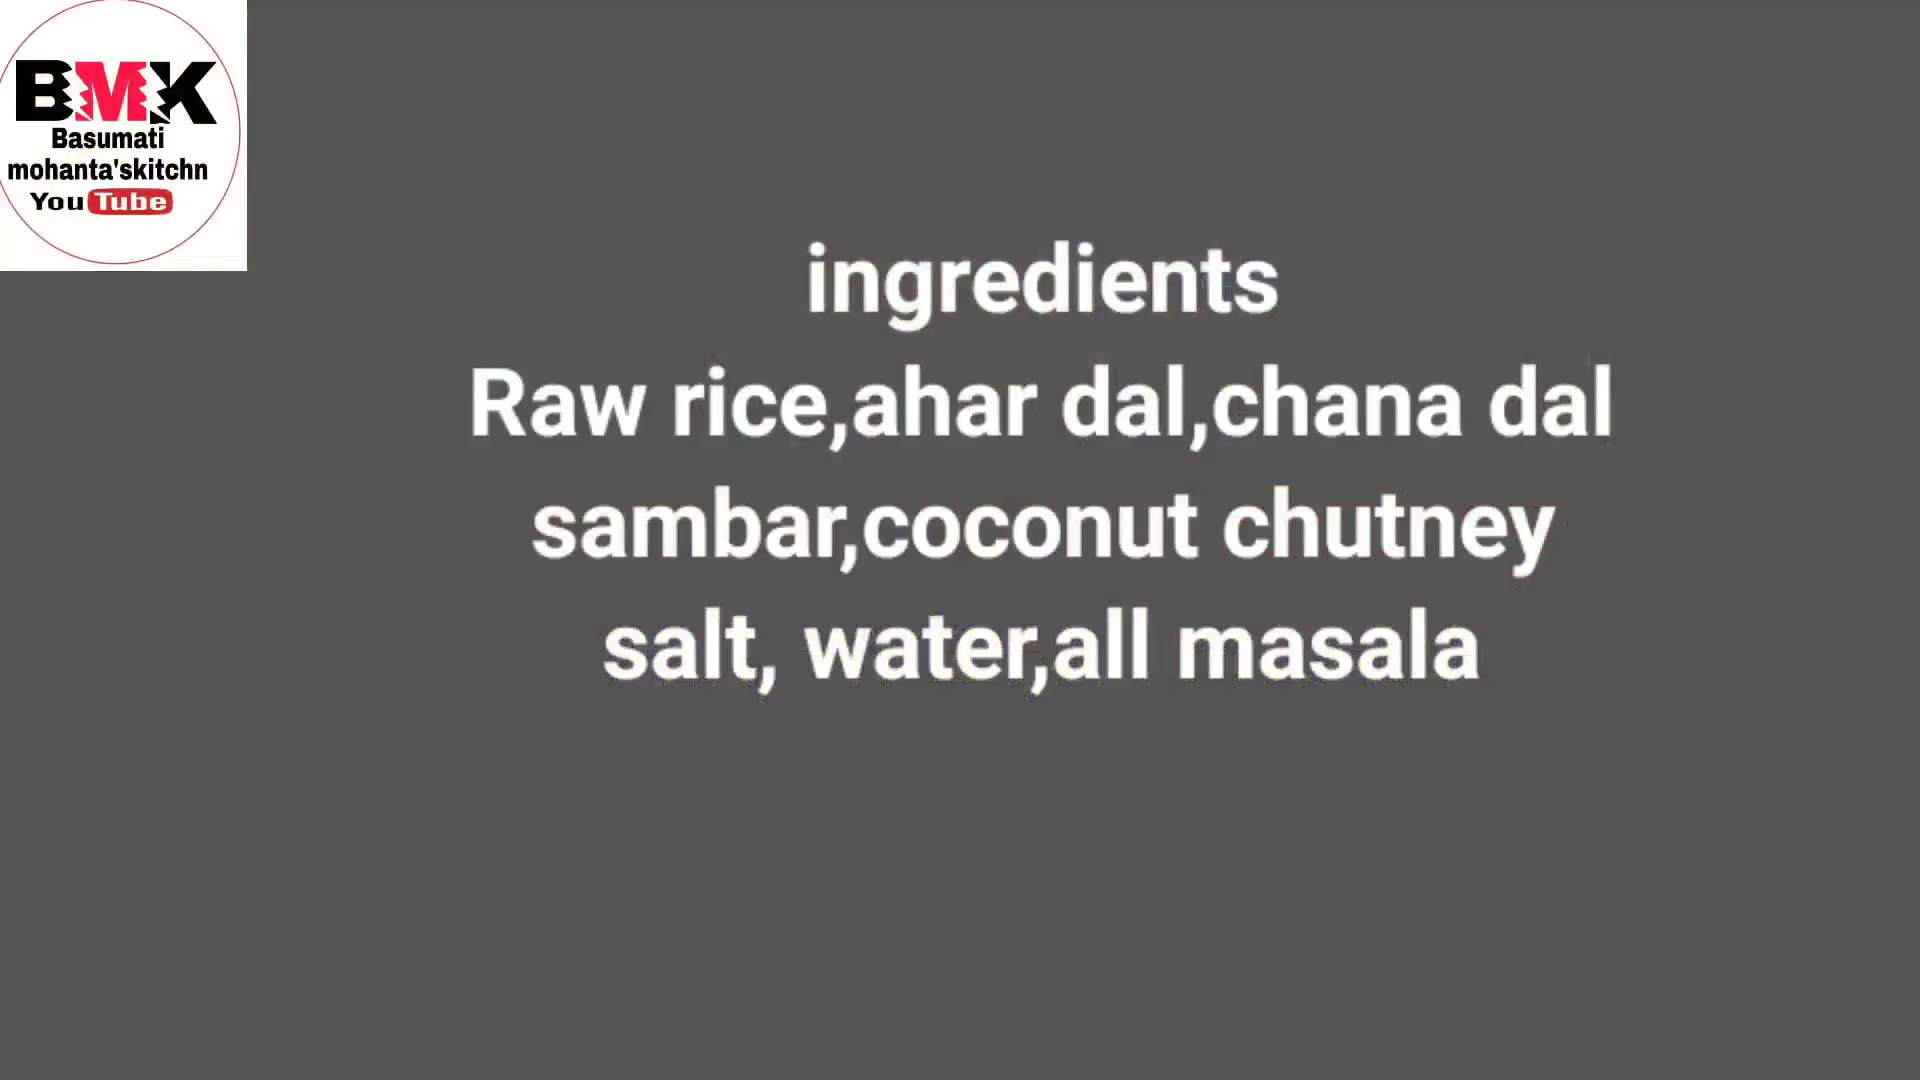 BMK
Basumati
mohanta'skitchn
YouTube
ingredients
Raw rice,ahar dal,chana dal
sambar,coconut chutney
salt, water,all masala